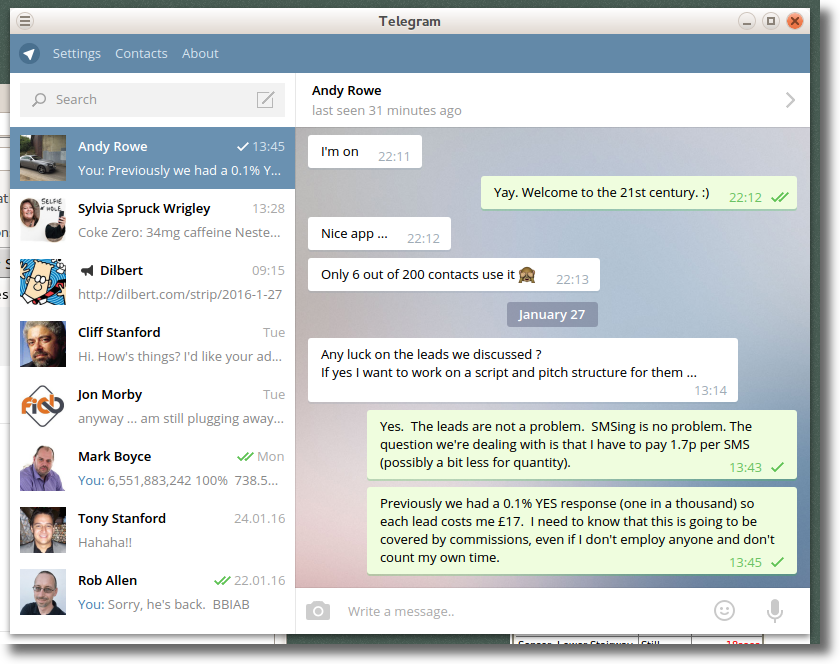 Telegram
Settings Contacts About
Search
Andy Rowe
last seen 31 minutes ago
Andy Rowe 13:45
You: Previously we had a 0.1% Y...
Sylvia Spruck Wrigley 13:28
Coke Zero: 34mg caffeine Neste...
Dilbert 09:15
http://dilbert.com/strip/2016-1-27
Cliff Stanford Tue
Hi. How's things? I'd like your ad...
Jon Morby Tue
anyway ... am still plugging away...
Mark Boyce Mon
You: 6,551,883,242 100% 738.5...
Tony Stanford 24.01.16
Hahaha!!
Rob Allen 22.01.16
You: Sorry, he's back. BBIAB
I'm on 22:11
Yay. Welcome to the 21st century. :) 22:12
Nice app ... 22:12
Only 6 out of 200 contacts use it 🙈 22:13
January 27
Any luck on the leads we discussed ?
If yes I want to work on a script and pitch structure for them ...
13:14
Yes. The leads are not a problem. SMSing is no problem. The
question we're dealing with is that I have to pay 1.7p per SMS
(possibly a bit less for quantity).
13:43
Previously we had a 0.1% YES response (one in a thousand) so
each lead costs me £17. I need to know that this is going to be
covered by commissions, even if I don't employ anyone and don't
count my own time.
13:45
Write a message..